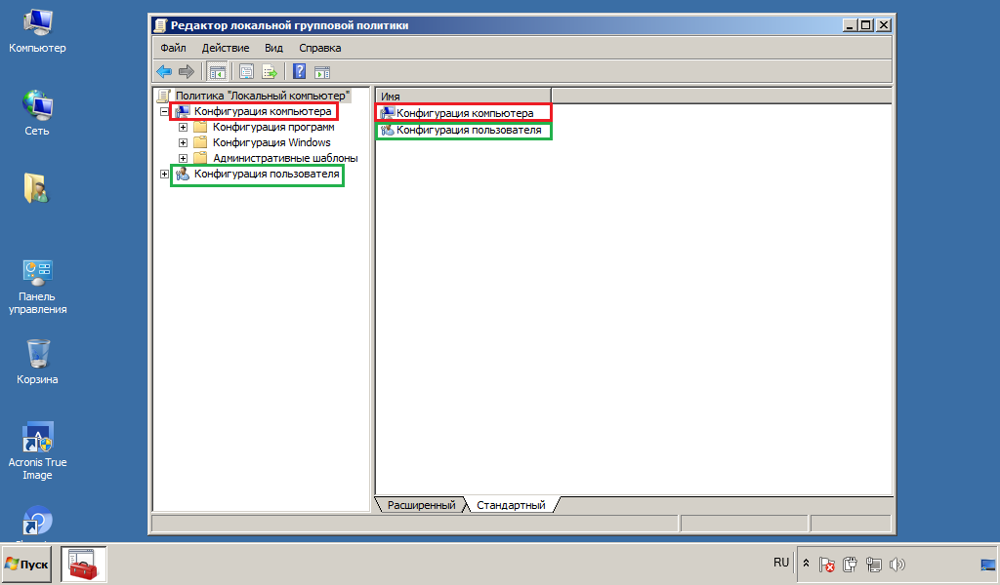 Компьютер
Сеть
Панель
управления
Корзина
Acronis True
Image
Редактор локальной групповой политики
Файл Действие Вид Справка
Политика "Локальный компьютер"
Конфигурация компьютера
Конфигурация программ
Конфигурация Windows
Административные шаблоны
Конфигурация пользователя
Имя
Конфигурация компьютера
Конфигурация пользователя
Расширенный Стандартный
Пуск
RU